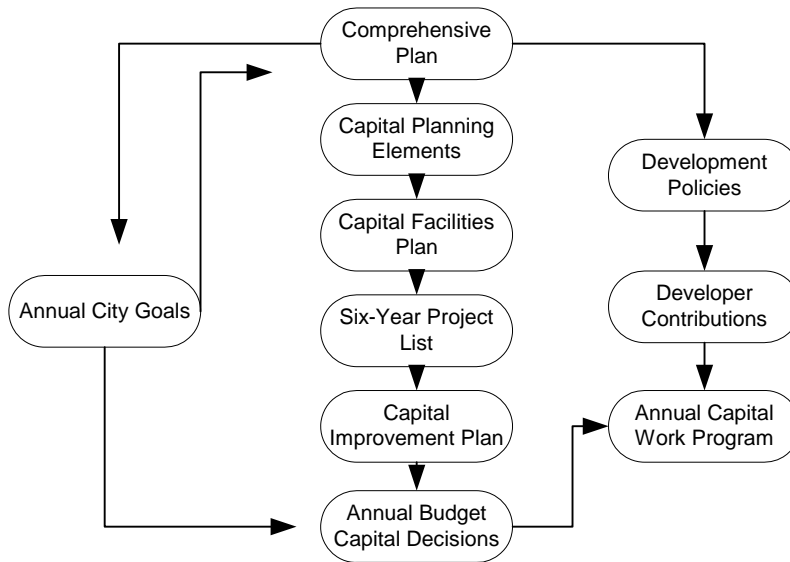 Comprehensive
Plan
Capital Planning
Elements
Development
Policies
Capital Facilities
Plan
Annual City Goals
Developer
Contributions
Six-Year Project
List
Capital
Improvement Plan
Annual Capital
Work Program
Annual Budget
Capital Decisions